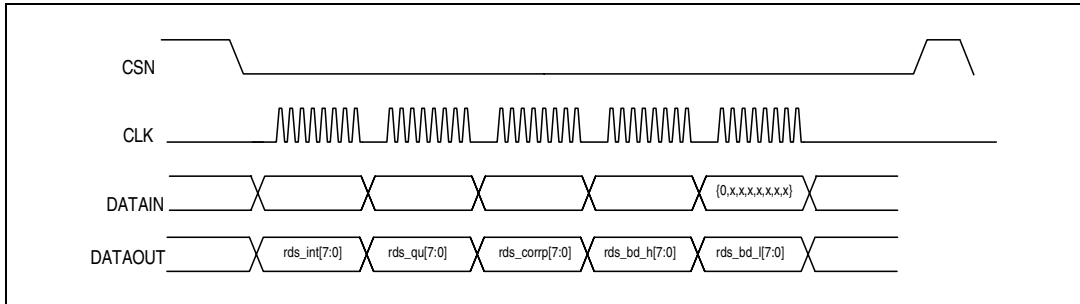 CSN
CLK
DATAIN
{0,x,x,x,x,x,x,x}
DATAOUT
rds_int[7:0]
rds_qu[7:0]
rds_corrp[7:0]
rds_bd_h[7:0]
rds_bd_l[7:0]